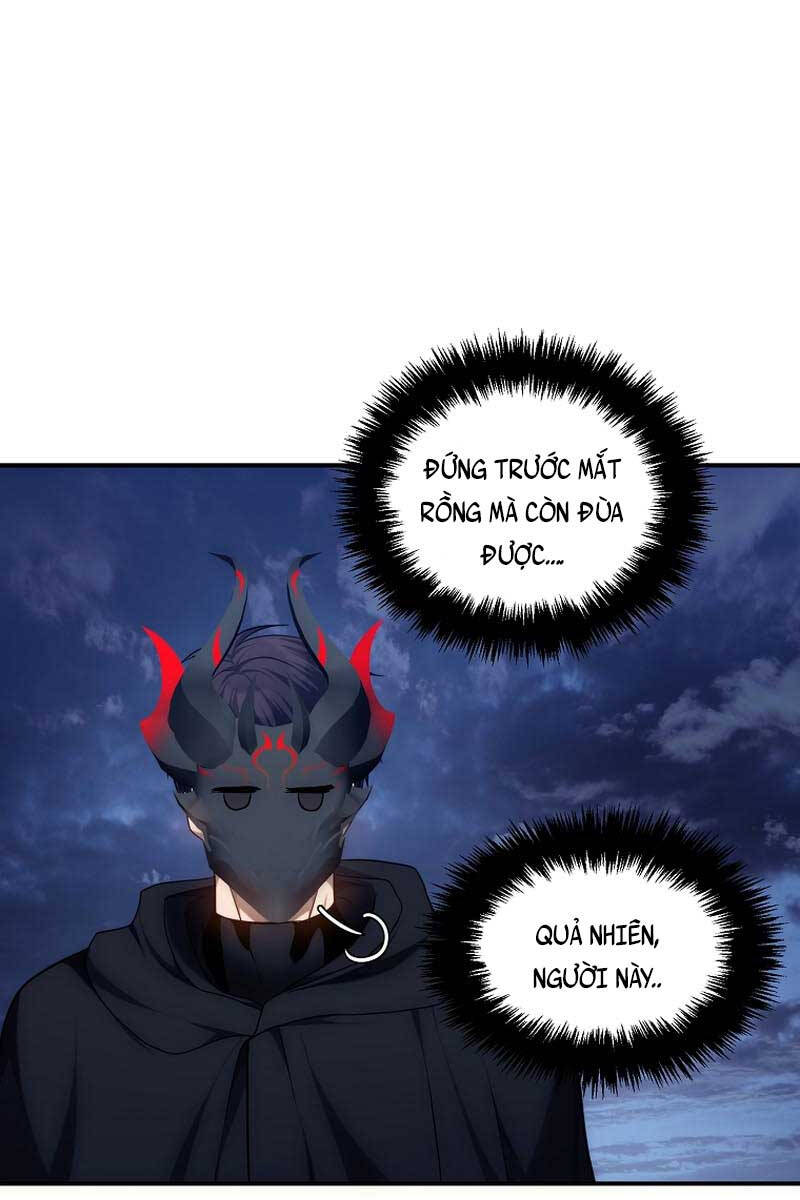 ĐỨNG TRƯỚC MẮT
RỒNG MÀ CÒN ĐÙA
ĐƯỢC....
QUẢ NHIÊN,
NGƯỜI NÀY..